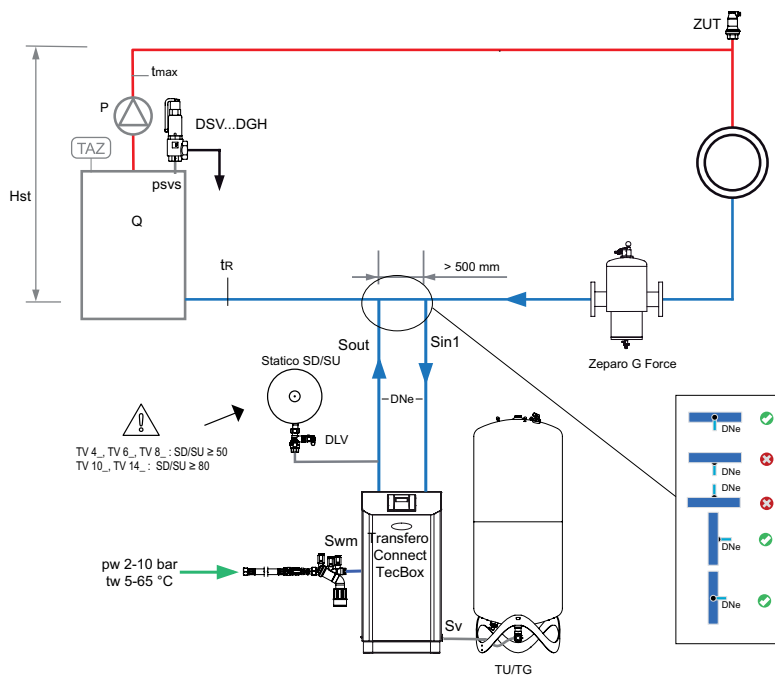 ZUT
tmax
P
DSV...DGH
TAZ
psvs
Hst
Q
> 500 mm
tR
Sout
Sin1
Zeparo G Force
Statico SD/SU
DNe
DLV
TV 4_, TV 6_, TV 8_ : SD/SU ≥ 50
TV 10_, TV 14_ : SD/SU ≥ 80
DNe
DNe
DNe
DNe
DNe
Swm
Transfero
Connect
TecBox
pw 2-10 bar
tw 5-65 °C
Sv
TU/TG